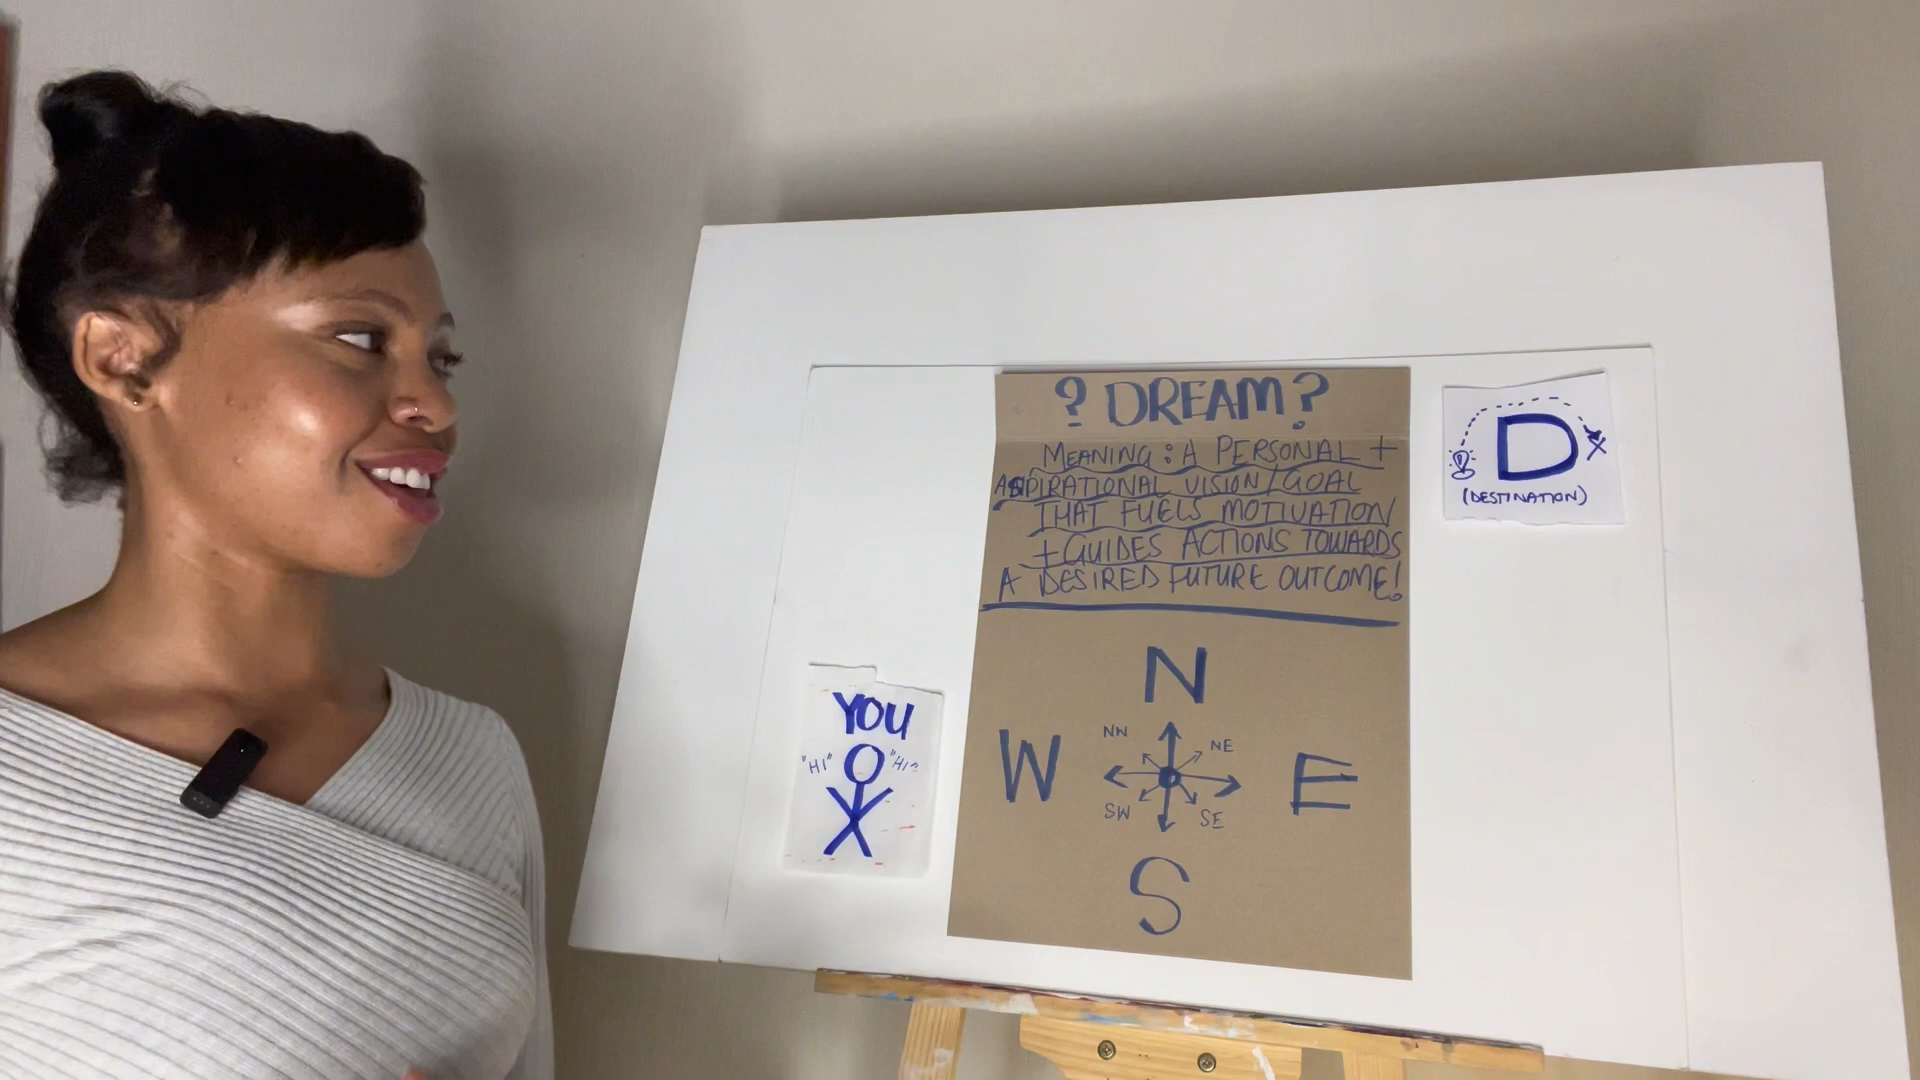 ? DREAM ?
MEANING : A PERSONAL +
ASPIRATIONAL VISION/GOAL
THAT FUELS MOTIVATION
+ GUIDES ACTIONS TOWARDS
A DESIRED FUTURE OUTCOME!
D
X
(DESTINATION)
YOU
"HI" "HI"
N
NW NE
W E
SW SE
S